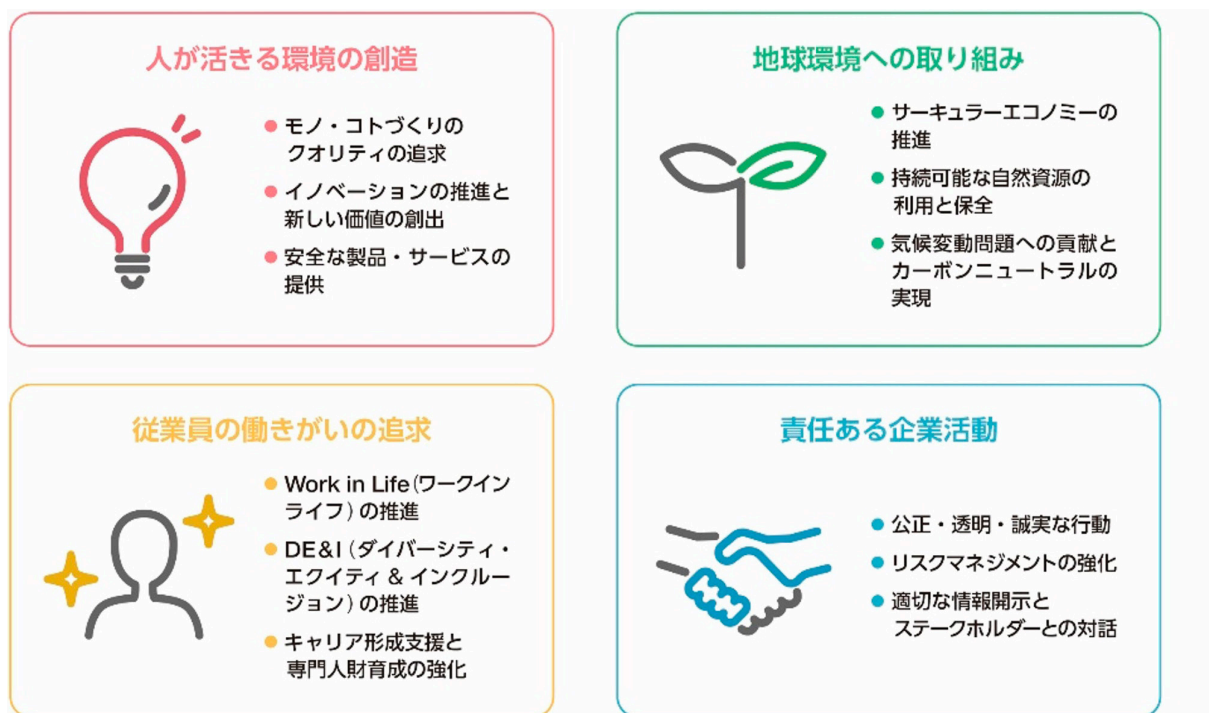 人が活きる環境の創造
モノ・コトづくりの
クオリティの追求
イノベーションの推進と
新しい価値の創出
安全な製品・サービスの
提供
地球環境への取り組み
サーキュラーエコノミーの
推進
持続可能な自然資源の
利用と保全
気候変動問題への貢献と
カーボンニュートラルの
実現
従業員の働きがいの追求
Work in Life(ワークイン
ライフ)の推進
DE&I(ダイバーシティ・
エクイティ & インクルー
ジョン)の推進
キャリア形成支援と
専門人財育成の強化
責任ある企業活動
公正・透明・誠実な行動
リスクマネジメントの強化
適切な情報開示と
ステークホルダーとの対話